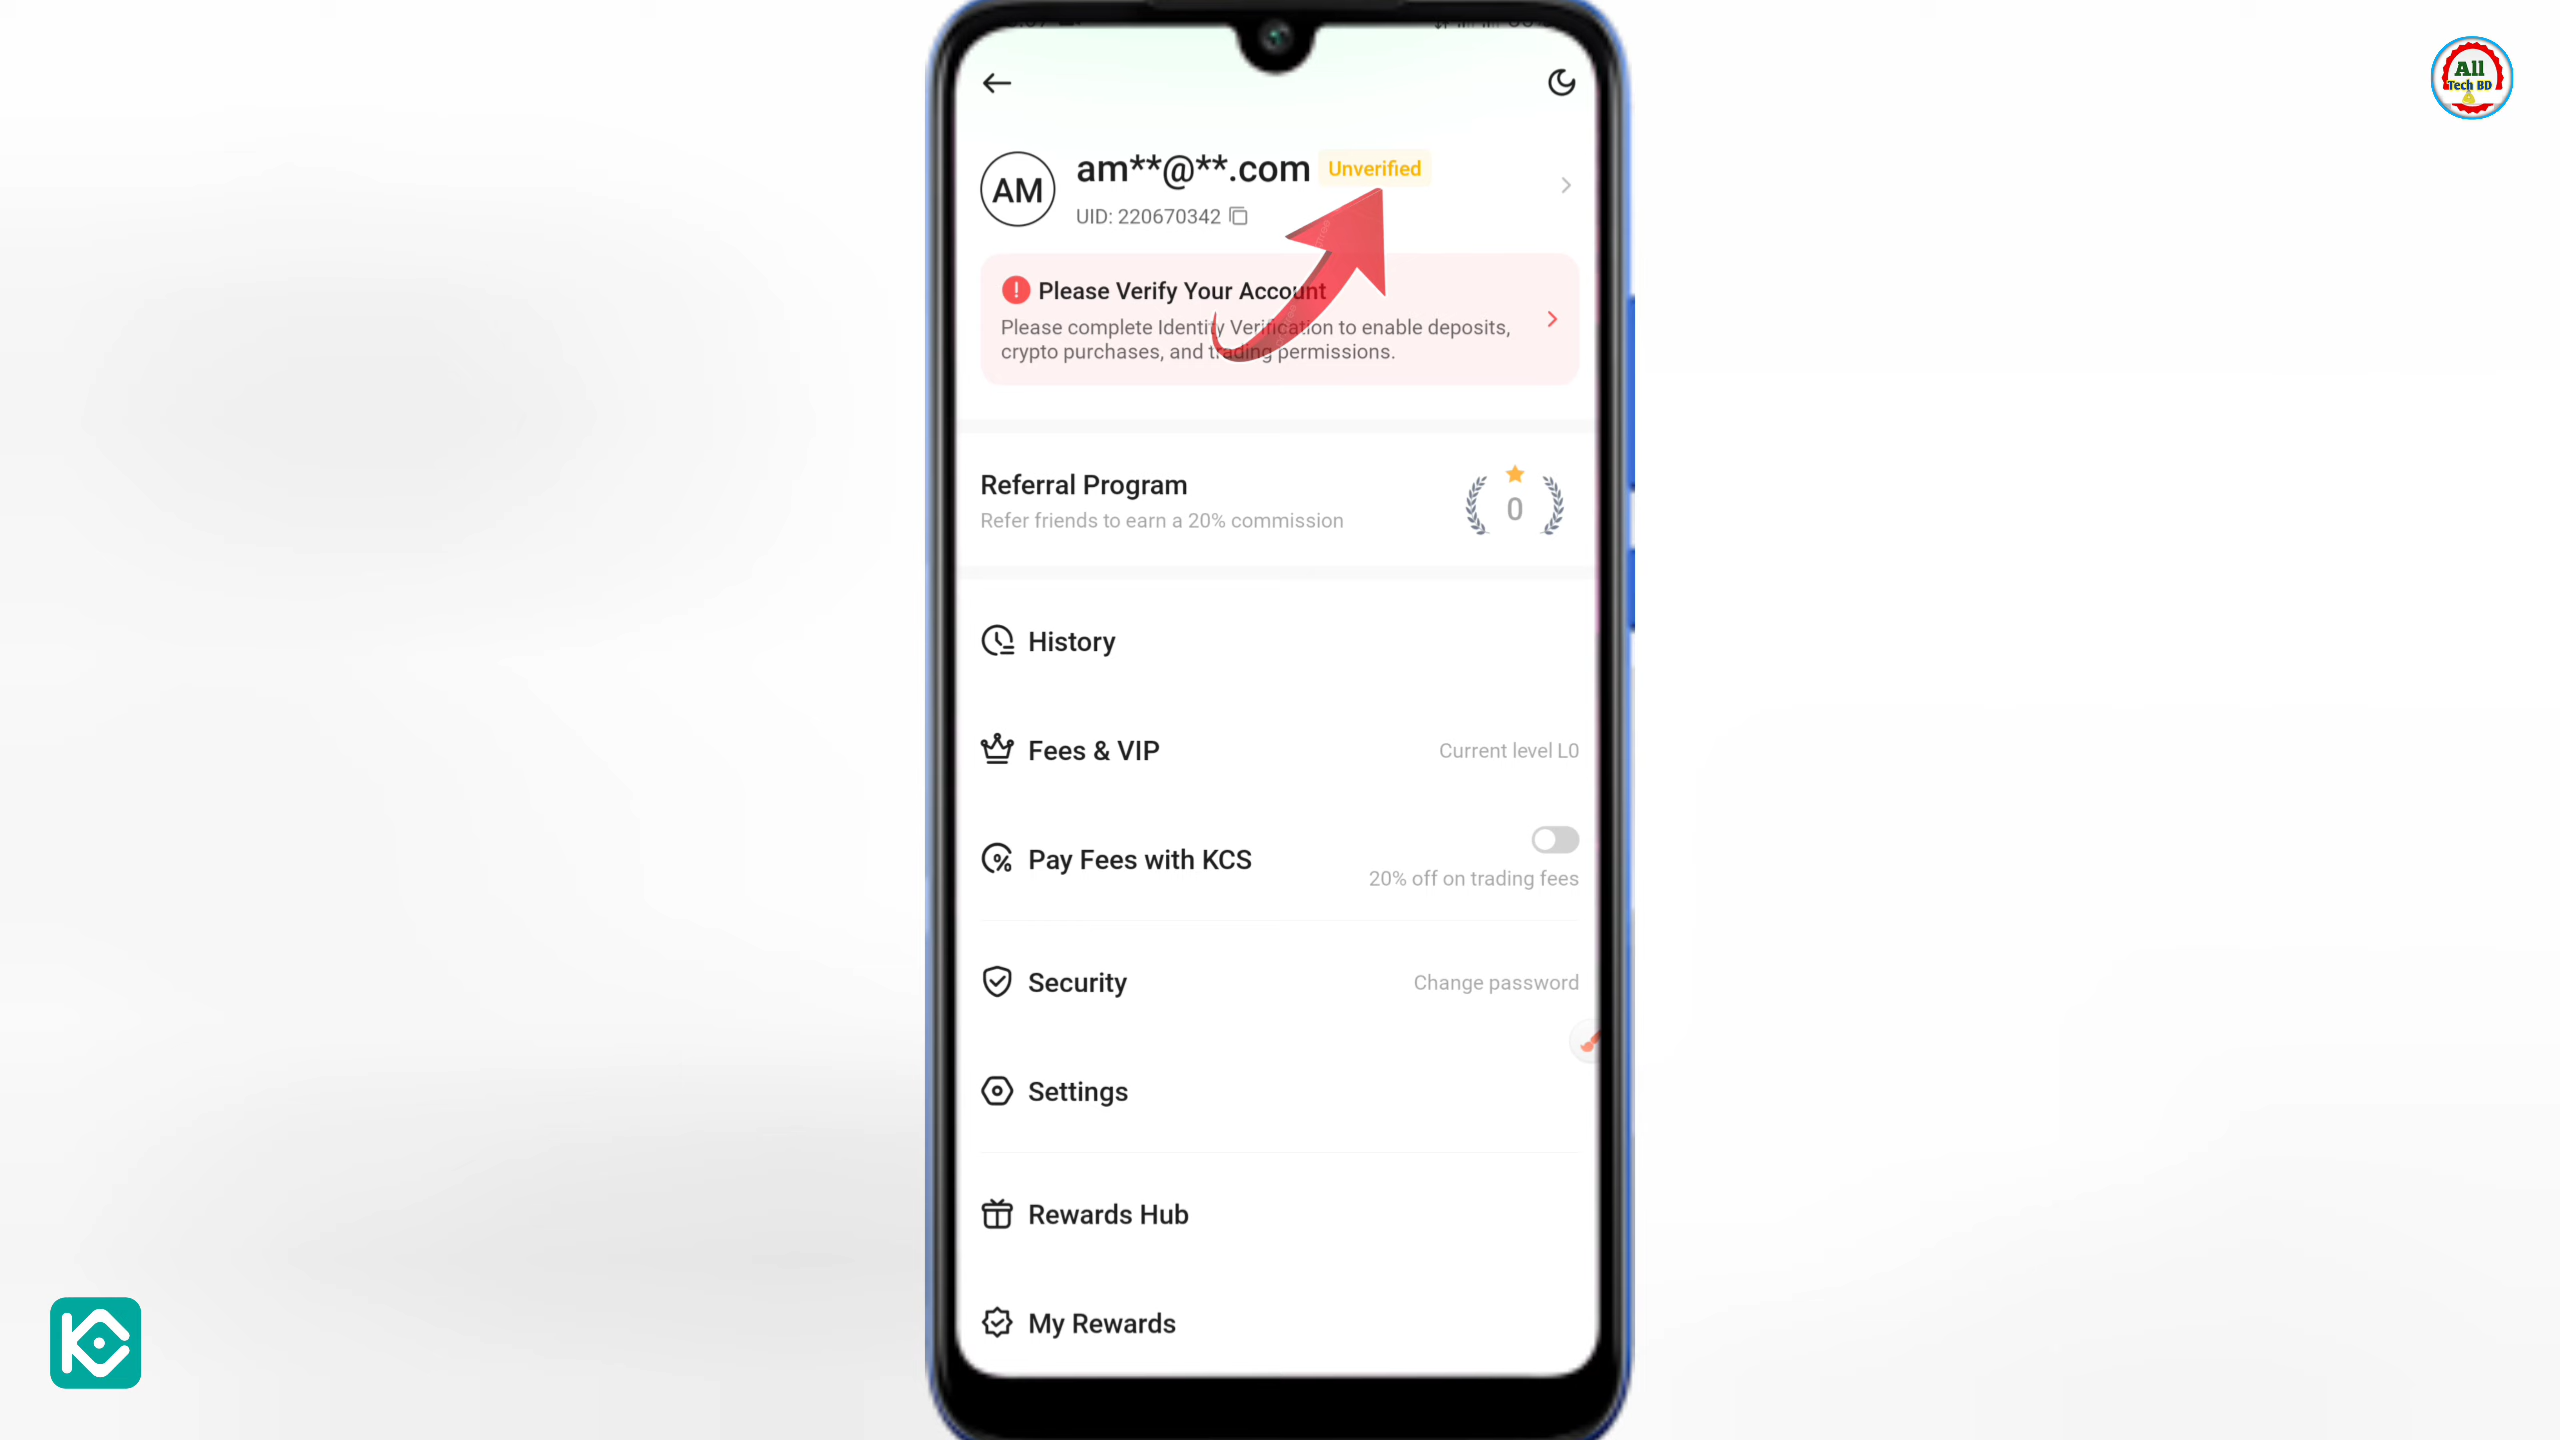 All
Tech BD
AM
am**@**.com Unverified
UID: 220670342
Please Verify Your Account
Please complete Identity Verification to enable deposits,
crypto purchases, and trading permissions.
Referral Program
Refer friends to earn a 20% commission
0
History
Fees & VIP
Current level L0
Pay Fees with KCS
20% off on trading fees
Security
Change password
Settings
Rewards Hub
My Rewards